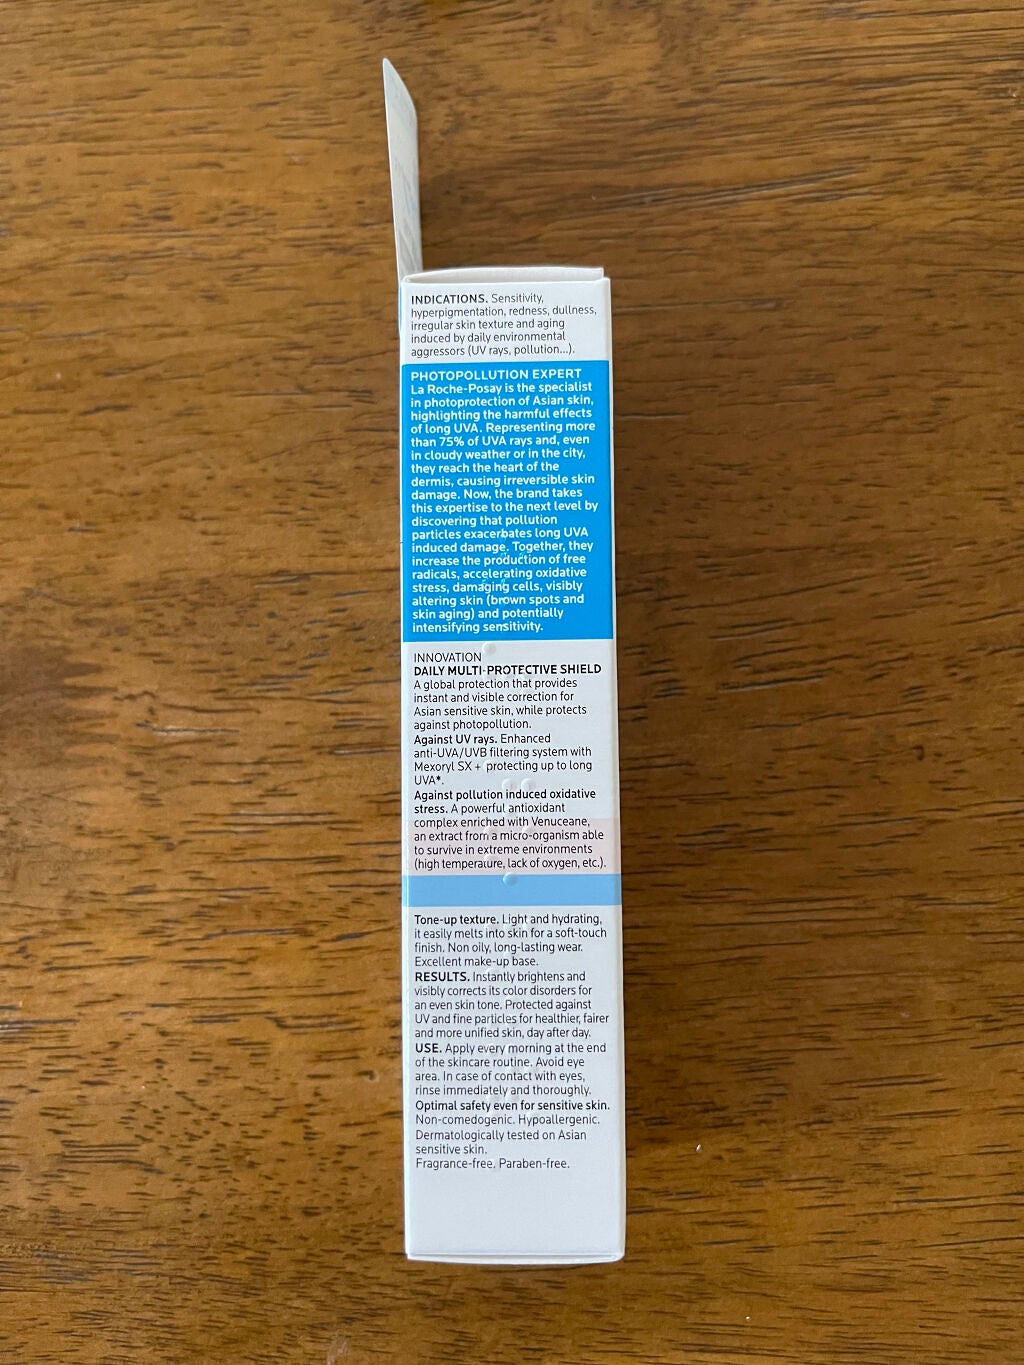 INDICATIONS. Sensitivity,
hyperpigmentation, redness, dullness,
irregular skin texture and aging
induced by daily environmental
aggressors (UV rays, pollution...).
PHOTOPOLLUTION EXPERT
La Roche-Posay is the specialist
in photoprotection of Asian skin,
highlighting the harmful effects
of long UVA. Representing more
than 75% of UVA rays and, even
in cloudy weather or in the city,
they reach the heart of the
dermis, causing irreversible skin
damage. Now, the brand takes
this expertise to the next level by
discovering that pollution
particles exacerbates long UVA
induced damage. Together, they
increase the production of free
radicals, accelerating oxidative
stress, damaging cells, visibly
altering skin (brown spots and
skin aging) and potentially
intensifying sensitivity.
INNOVATION
DAILY MULTI-PROTECTIVE SHIELD
A global protection that provides
instant and visible correction for
Asian sensitive skin, while protects
against photopollution.
Against UV rays. Enhanced
anti-UVA/UVB filtering system with
Mexoryl SX + protecting up to long
UVA*.
Against pollution induced oxidative
stress. A powerful antioxidant
complex enriched with Venuceane,
an extract from a micro-organism able
to survive in extreme environments
(high temperature, lack of oxygen, etc.).
Tone-up texture. Light and hydrating,
it easily melts into skin for a soft-touch
finish. Non oily, long-lasting wear.
Excellent make-up base.
RESULTS. Instantly brightens and
visibly corrects its color disorders for
an even skin tone. Protected against
UV and fine particles for healthier, fairer
and more unified skin, day after day.
USE. Apply every morning at the end
of the skincare routine. Avoid eye
area. In case of contact with eyes,
rinse immediately and thoroughly.
Optimal safety even for sensitive skin.
Non-comedogenic. Hypoallergenic.
Dermatologically tested on Asian
sensitive skin.
Fragrance-free. Paraben-free.